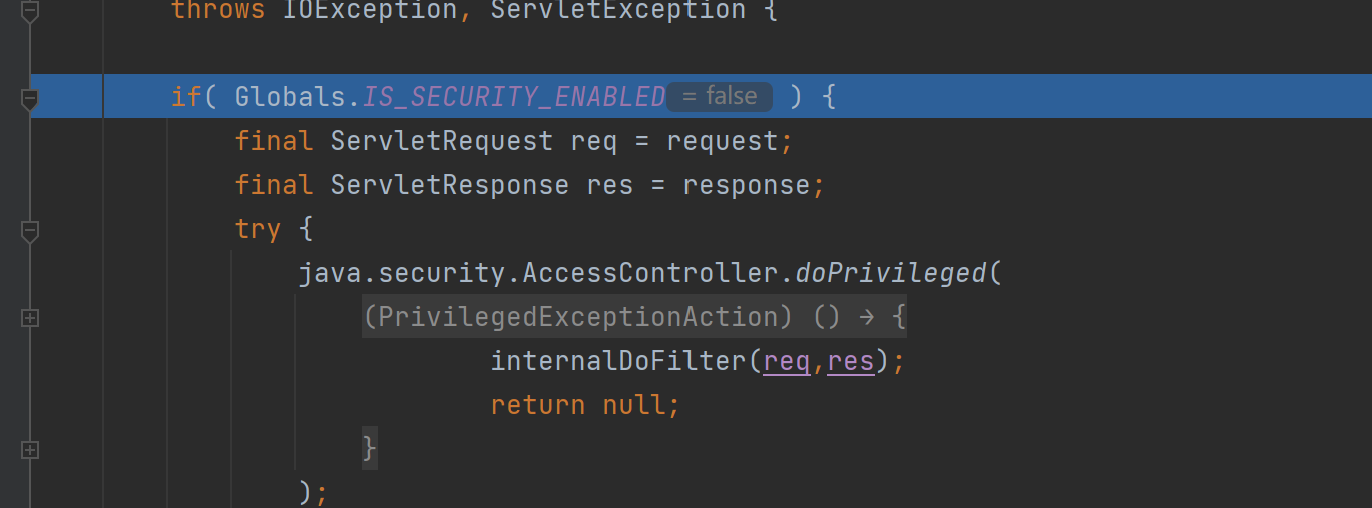 throws IOException, ServletException {
if( Globals.IS_SECURITY_ENABLED = false ) {
final ServletRequest req = request;
final ServletResponse res = response;
try {
java.security.AccessController.doPrivileged(
(PrivilegedExceptionAction) () → {
internalDoFilter(req,res);
return null;
}
);